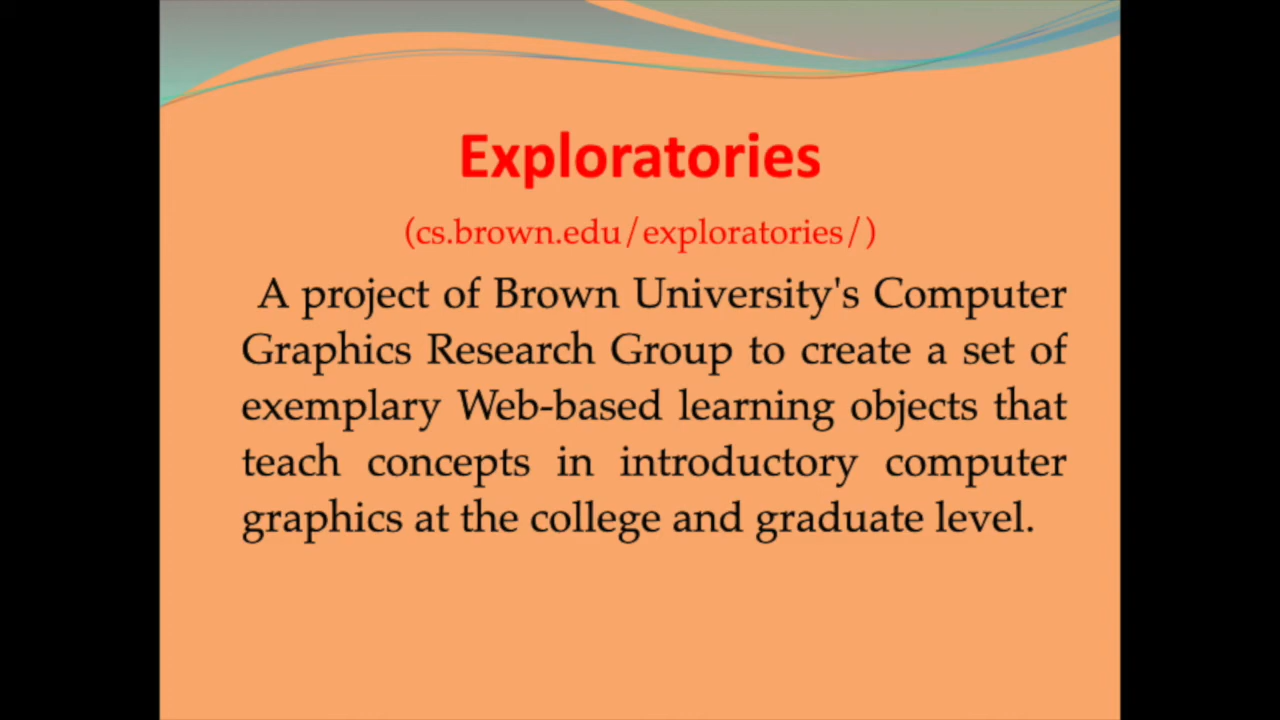 Exploratories
(cs.brown.edu/exploratories/)
A project of Brown University's Computer
Graphics Research Group to create a set of
exemplary Web-based learning objects that
teach concepts in introductory computer
graphics at the college and graduate level.